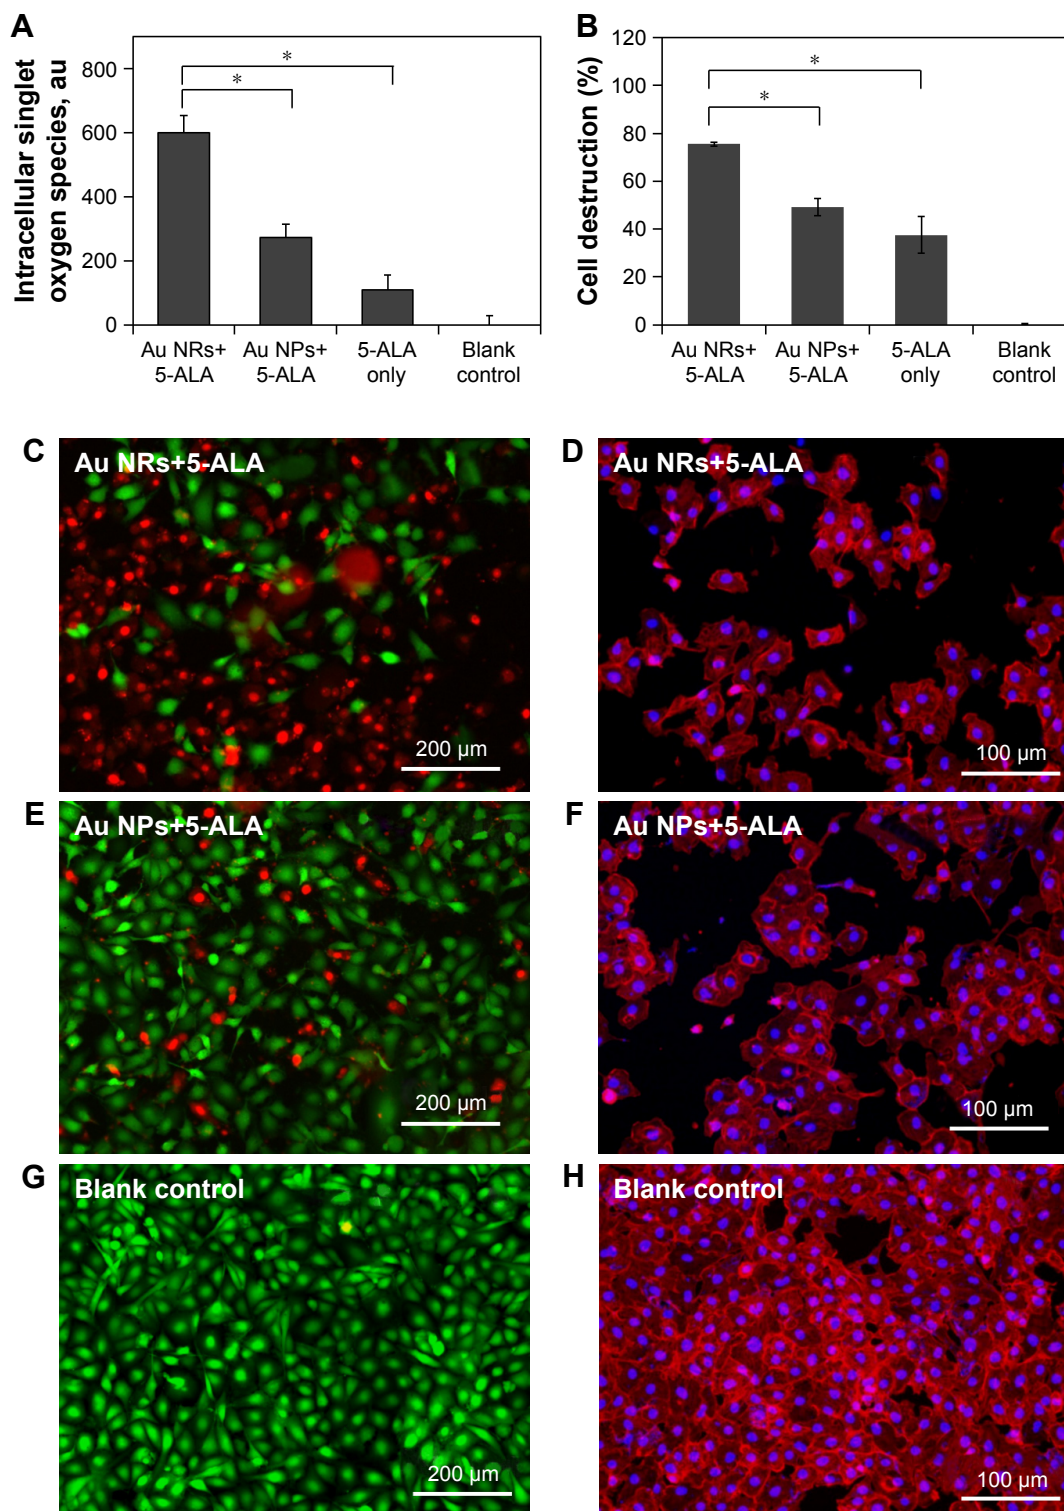 A
Intracellular singlet
oxygen species, au
800
600
400
200
0
*
*
Au NRs+
5-ALA
Au NPs+
5-ALA
5-ALA
only
Blank
control
B
Cell destruction (%)
120
100
80
60
40
20
0
*
*
Au NRs+
5-ALA
Au NPs+
5-ALA
5-ALA
only
Blank
control
C
Au NRs+5-ALA
200 µm
D
Au NRs+5-ALA
100 µm
E
Au NPs+5-ALA
200 µm
F
Au NPs+5-ALA
100 µm
G
Blank control
200 µm
H
Blank control
100 µm